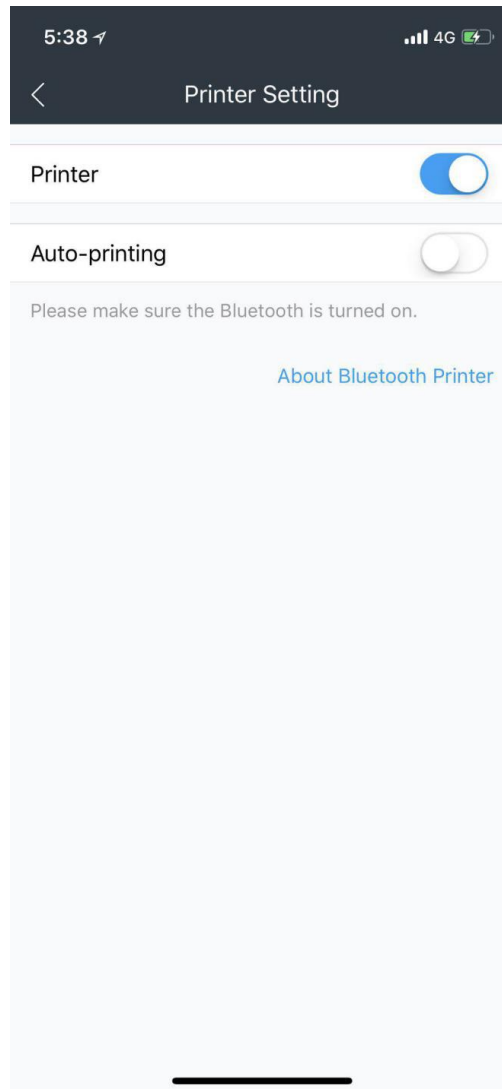 5:38
4G
Printer Setting
Printer
Auto-printing
Please make sure the Bluetooth is turned on.
About Bluetooth Printer